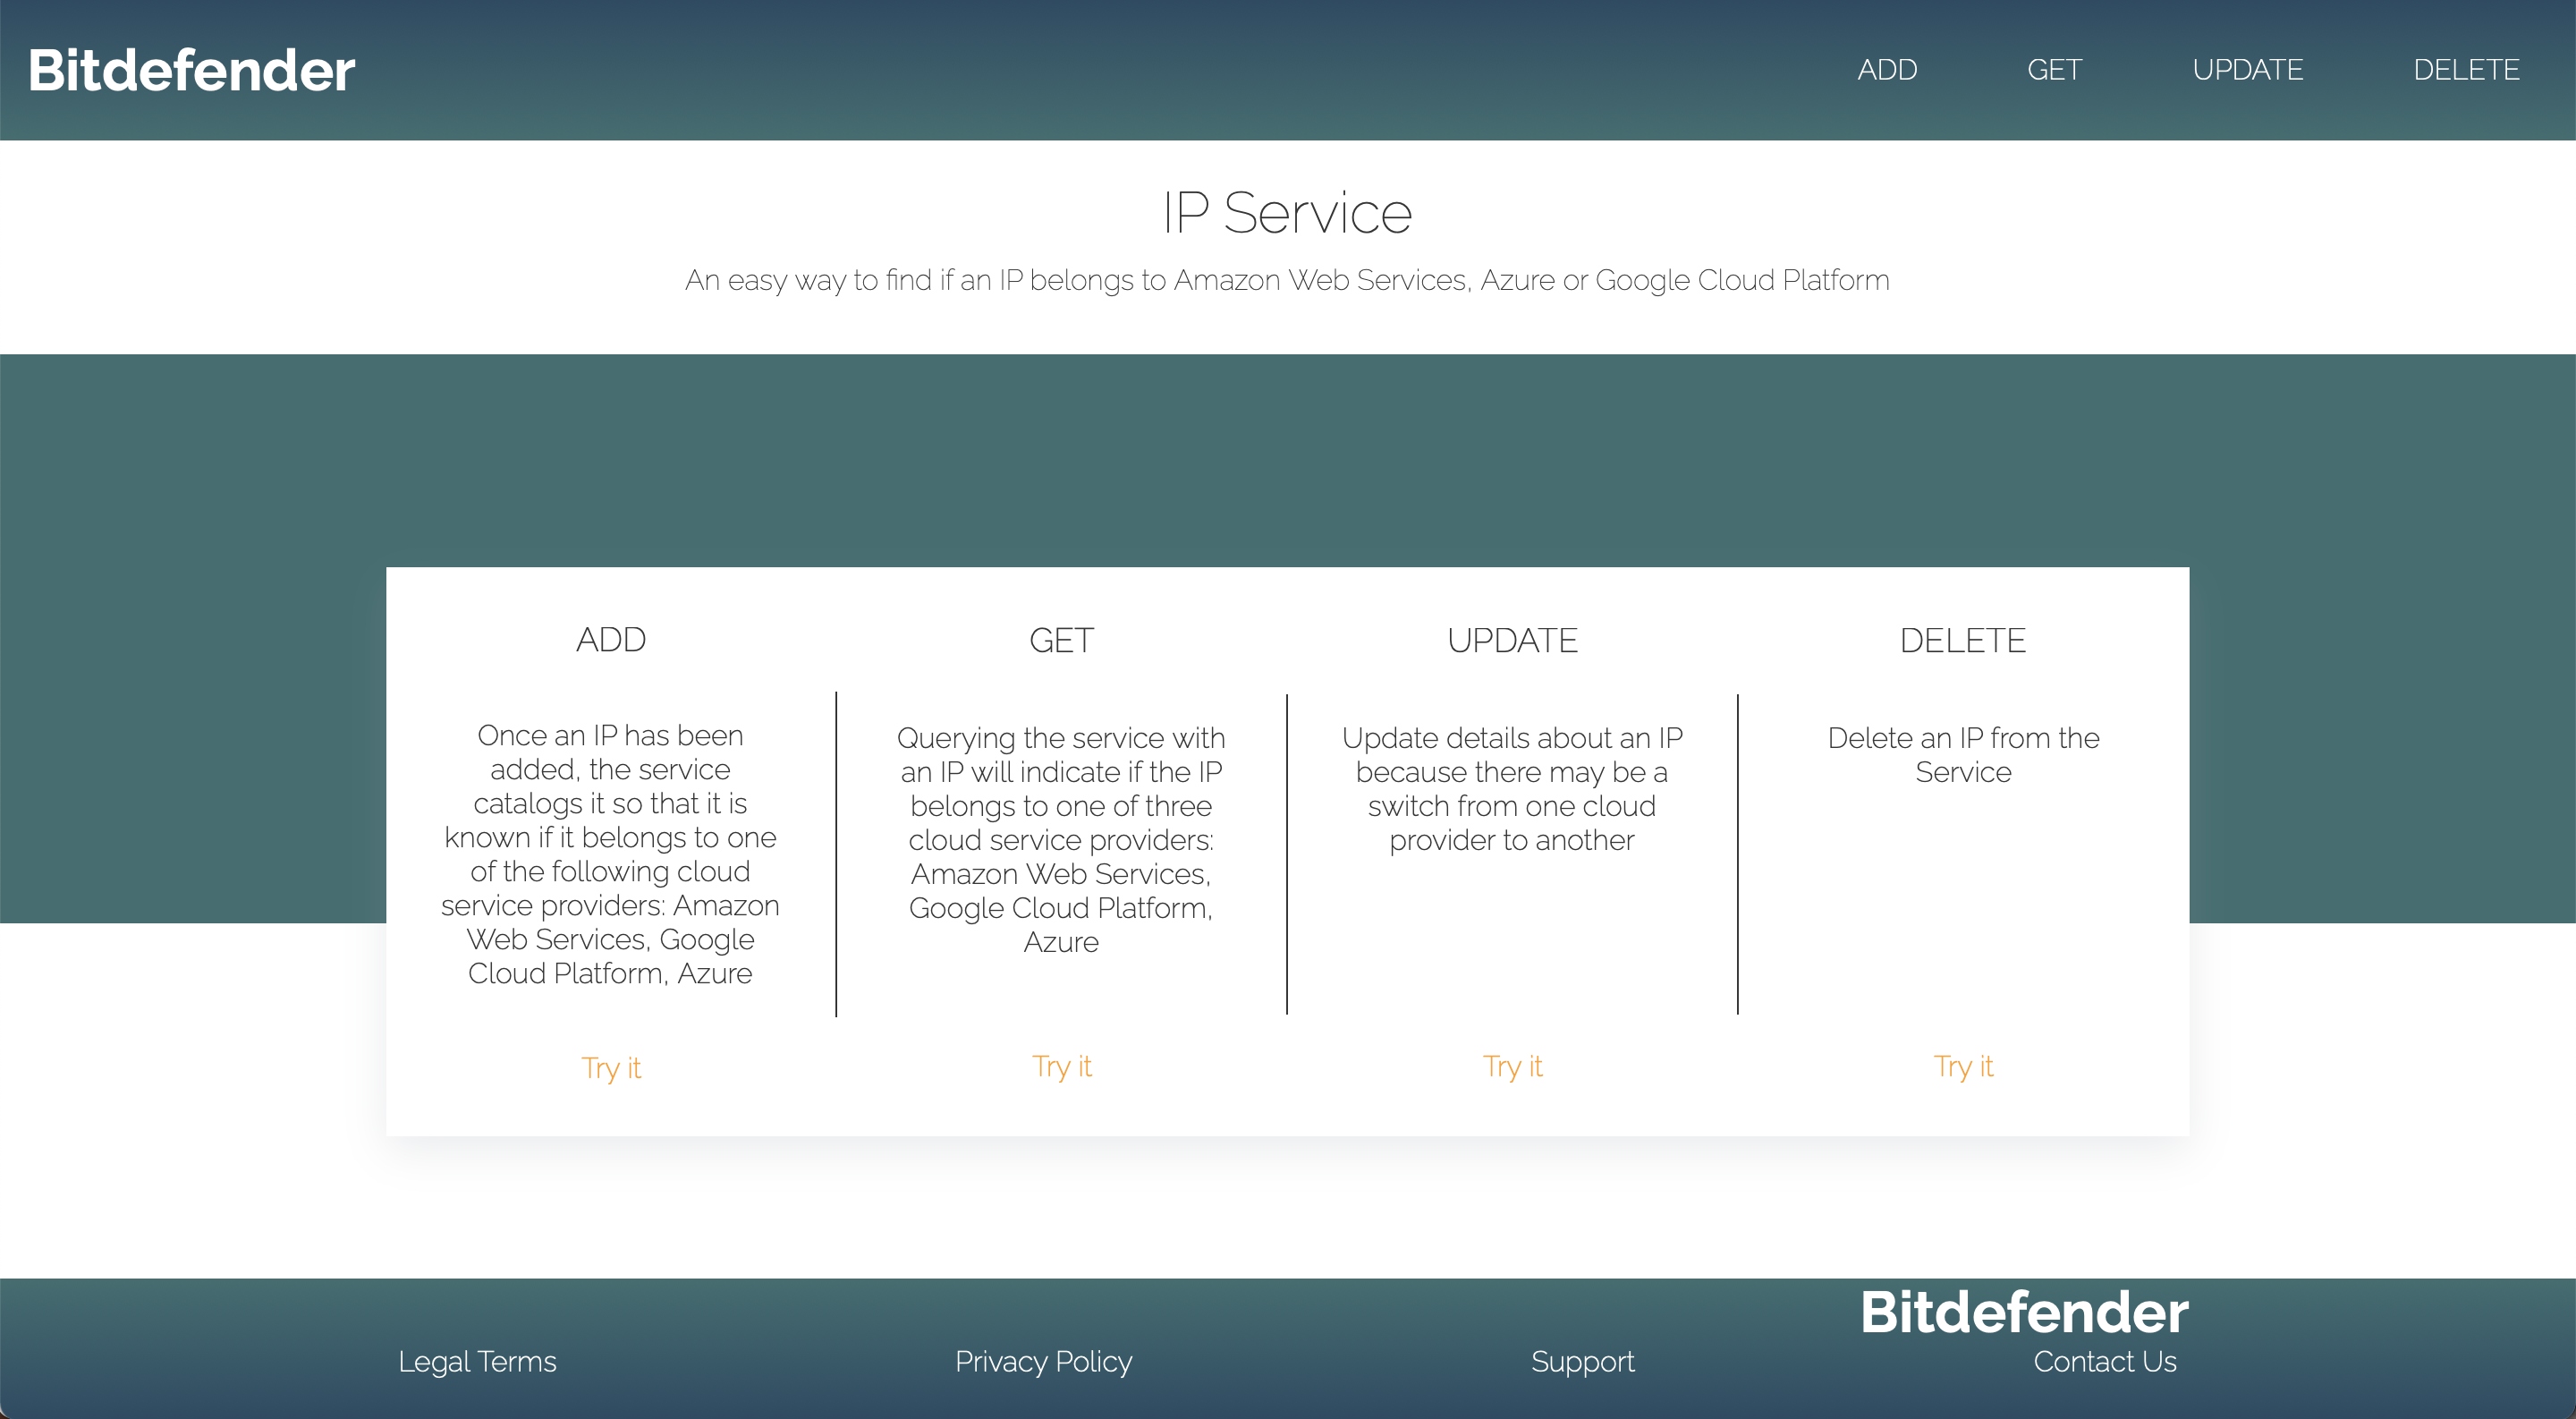 Bitdefender
ADD
GET
UPDATE
DELETE
IP Service
An easy way to find if an IP belongs to Amazon Web Services, Azure or Google Cloud Platform
ADD
Once an IP has been
added, the service
catalogs it so that it is
known if it belongs to one
of the following cloud
service providers: Amazon
Web Services, Google
Cloud Platform, Azure
Try it
GET
Querying the service with
an IP will indicate if the IP
belongs to one of three
cloud service providers:
Amazon Web Services,
Google Cloud Platform,
Azure
Try it
UPDATE
Update details about an IP
because there may be a
switch from one cloud
provider to another
Try it
DELETE
Delete an IP from the
Service
Try it
Bitdefender
Legal Terms
Privacy Policy
Support
Contact Us